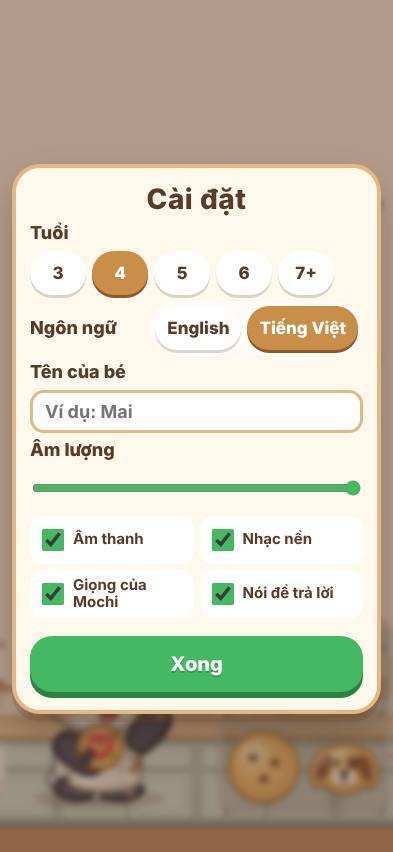 Cài đặt
Tuổi
3 4 5 6 7+
Ngôn ngữ English Tiếng Việt
Tên của bé
Ví dụ: Mai
Âm lượng
Âm thanh Nhạc nền
Giọng của
Mochi
Nói để trả lời
Xong